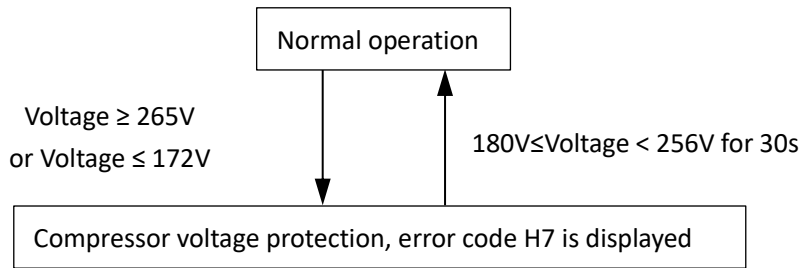 Normal operation
Voltage ≥ 265V
or Voltage ≤ 172V
180V≤Voltage < 256V for 30s
Compressor voltage protection, error code H7 is displayed